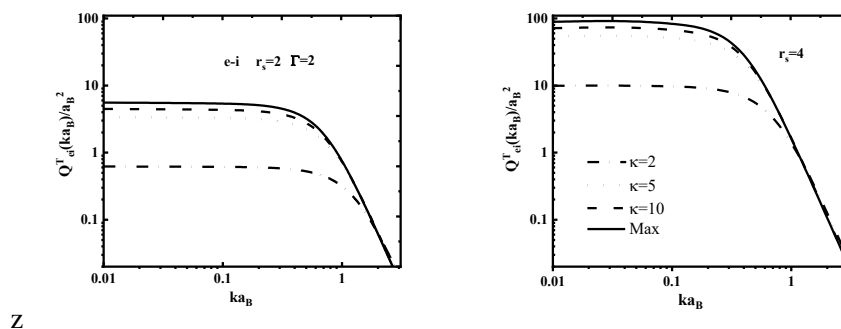 100
10
1
0.1
0.01 0.1 1
e-i r_s=2 Γ=2
Q^T_ei(ka_B)/a_B^2
ka_B
100
10
1
0.1
0.01 0.1 1
r_s=4
Q^T_ei(ka_B)/a_B^2
κ=2
κ=5
κ=10
Max
ka_B
Z